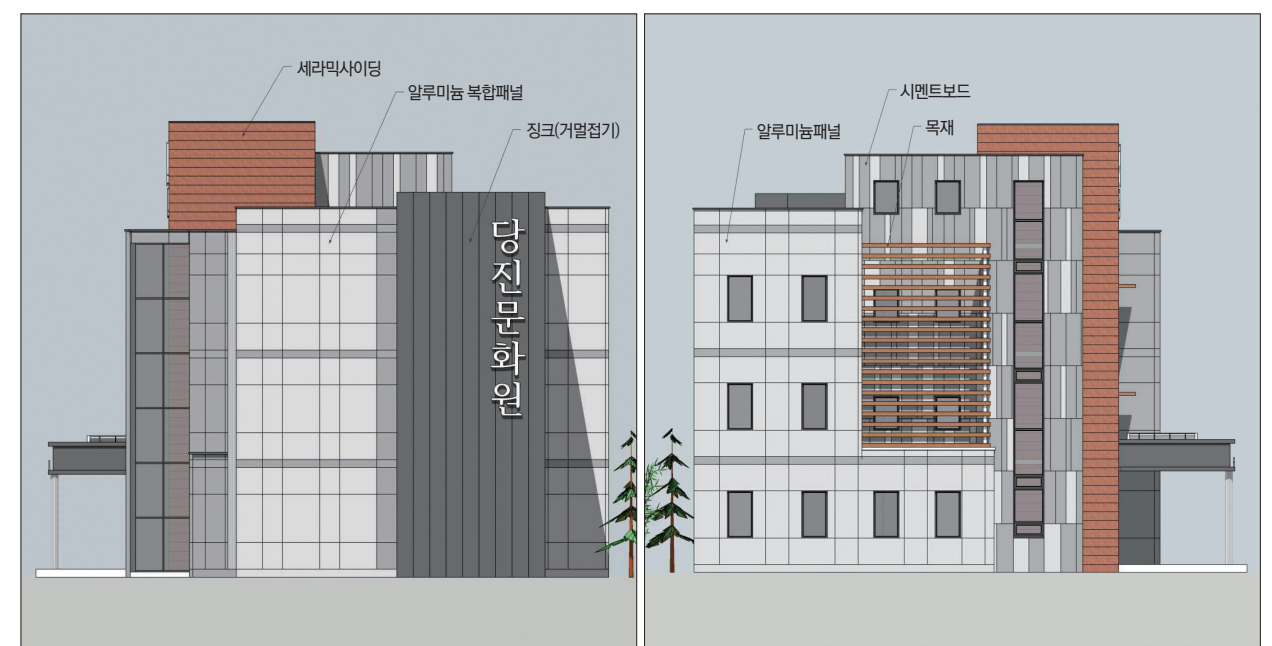 세라믹사이딩
알루미늄 복합패널
징크(거멀접기)
당진문화원
시멘트보드
알루미늄패널
목재